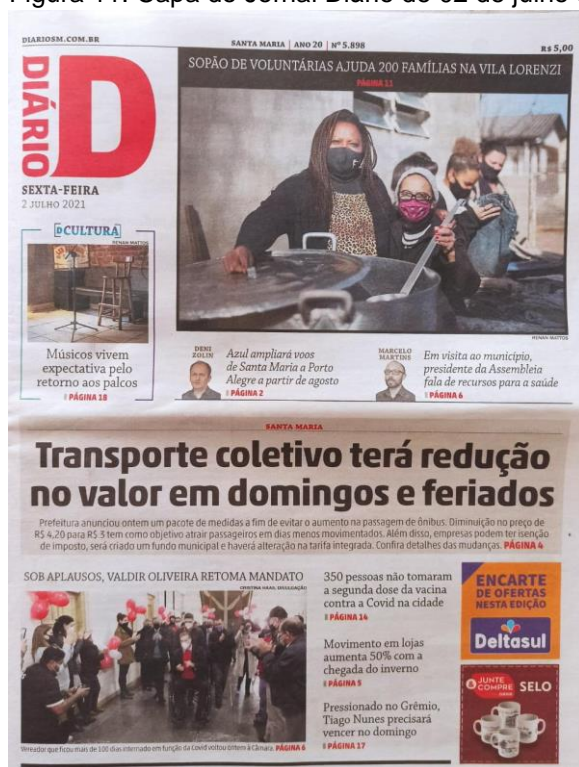 DIARIOSM.COM.BR
SANTA MARIA | ANO 20 | Nº 5.898
R$ 5,00
DIÁRIO
D
SEXTA-FEIRA
2 JULHO 2021
SOPÃO DE VOLUNTÁRIAS AJUDA 200 FAMÍLIAS NA VILA LORENZI
PÁGINA 11
RENAN MATTOS
D CULTURA
RENAN MATTOS
Músicos vivem
expectativa pelo
retorno aos palcos
PÁGINA 18
DENI
ZOLIN
Azul ampliará voos
de Santa Maria a Porto
Alegre a partir de agosto
PÁGINA 2
MARCELO
MARTINS
Em visita ao município,
presidente da Assembleia
fala de recursos para a saúde
PÁGINA 6
SANTA MARIA
Transporte coletivo terá redução
no valor em domingos e feriados
Prefeitura anunciou ontem um pacote de medidas a fim de evitar o aumento na passagem de ônibus. Diminuição no preço de
R$ 4,20 para R$ 3 tem como objetivo atrair passageiros em dias menos movimentados. Além disso, empresas podem ter isenção
de imposto, será criado um fundo municipal e haverá alteração na tarifa integrada. Confira detalhes das mudanças. PÁGINA 4
SOB APLAUSOS, VALDIR OLIVEIRA RETOMA MANDATO
Vereador que ficou mais de 100 dias internado em função da Covid voltou ontem à Câmara. PÁGINA 6
350 pessoas não tomaram
a segunda dose da vacina
contra a Covid na cidade
PÁGINA 14
Movimento em lojas
aumenta 50% com a
chegada do inverno
PÁGINA 5
Pressionado no Grêmio,
Tiago Nunes precisará
vencer no domingo
PÁGINA 17
ENCARTE
DE OFERTAS
NESTA EDIÇÃO
Deltasul
JUNTE
COMPRE
SELO